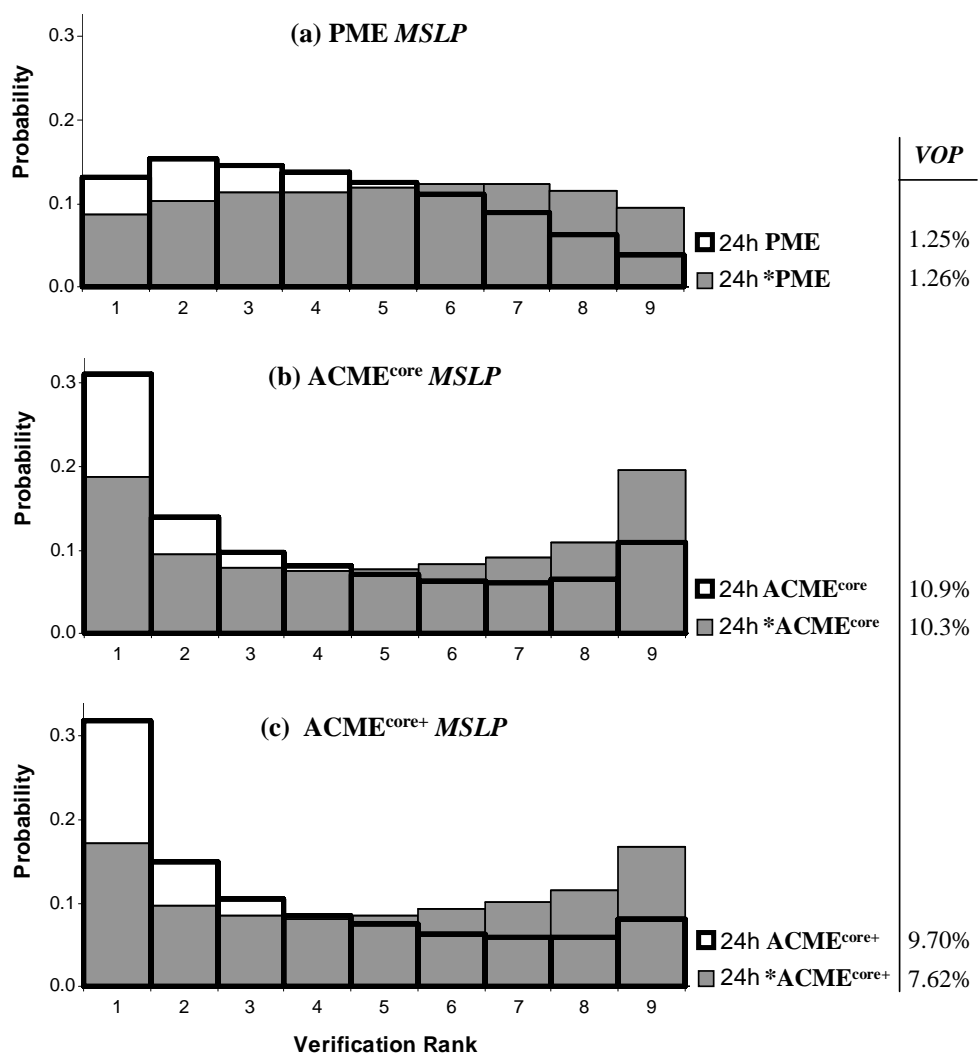 (a) PME MSLP
Probability
0.3
0.2
0.1
0.0
1 2 3 4 5 6 7 8 9
24h PME
24h *PME
VOP
1.25%
1.26%
(b) ACMEcore MSLP
Probability
0.3
0.2
0.1
0.0
1 2 3 4 5 6 7 8 9
24h ACMEcore
24h *ACMEcore
10.9%
10.3%
(c) ACMEcore+ MSLP
Probability
0.3
0.2
0.1
0.0
1 2 3 4 5 6 7 8 9
24h ACMEcore+
24h *ACMEcore+
9.70%
7.62%
Verification Rank